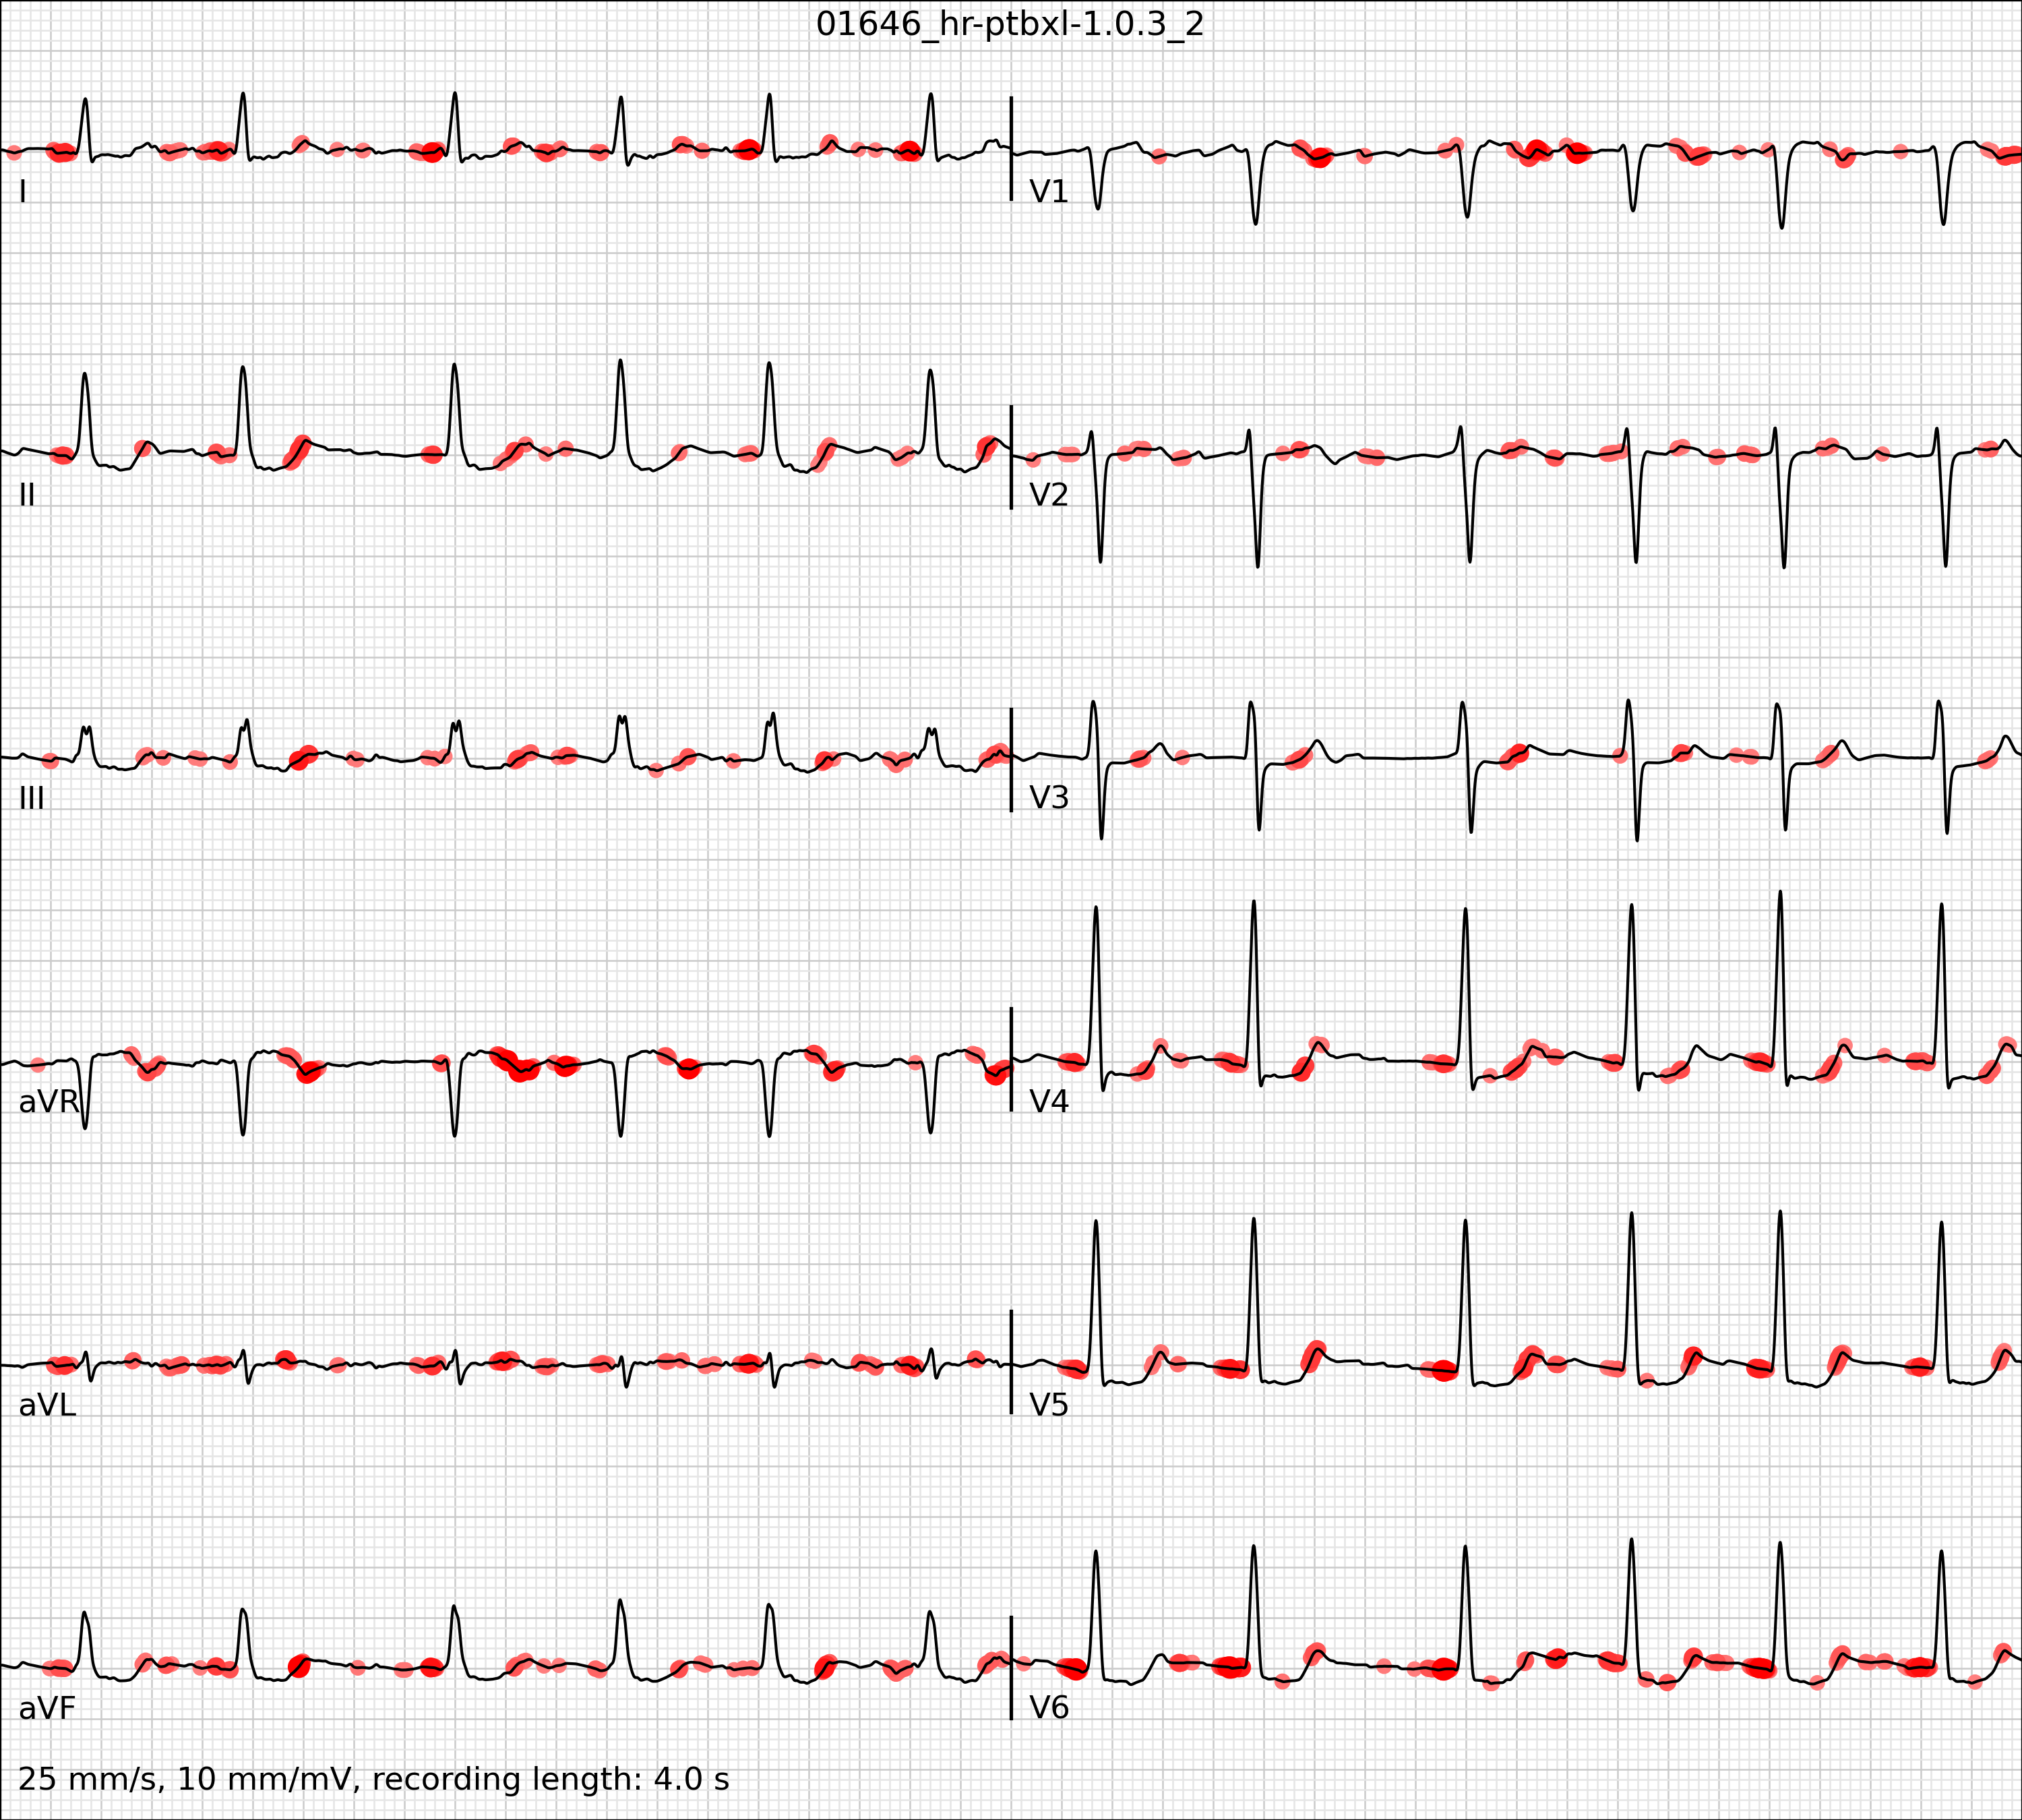 01646_hr-ptbxl-1.0.3_2
I
V1
II
V2
III
V3
aVR
V4
aVL
V5
aVF
V6
25 mm/s, 10 mm/mV, recording length: 4.0 s